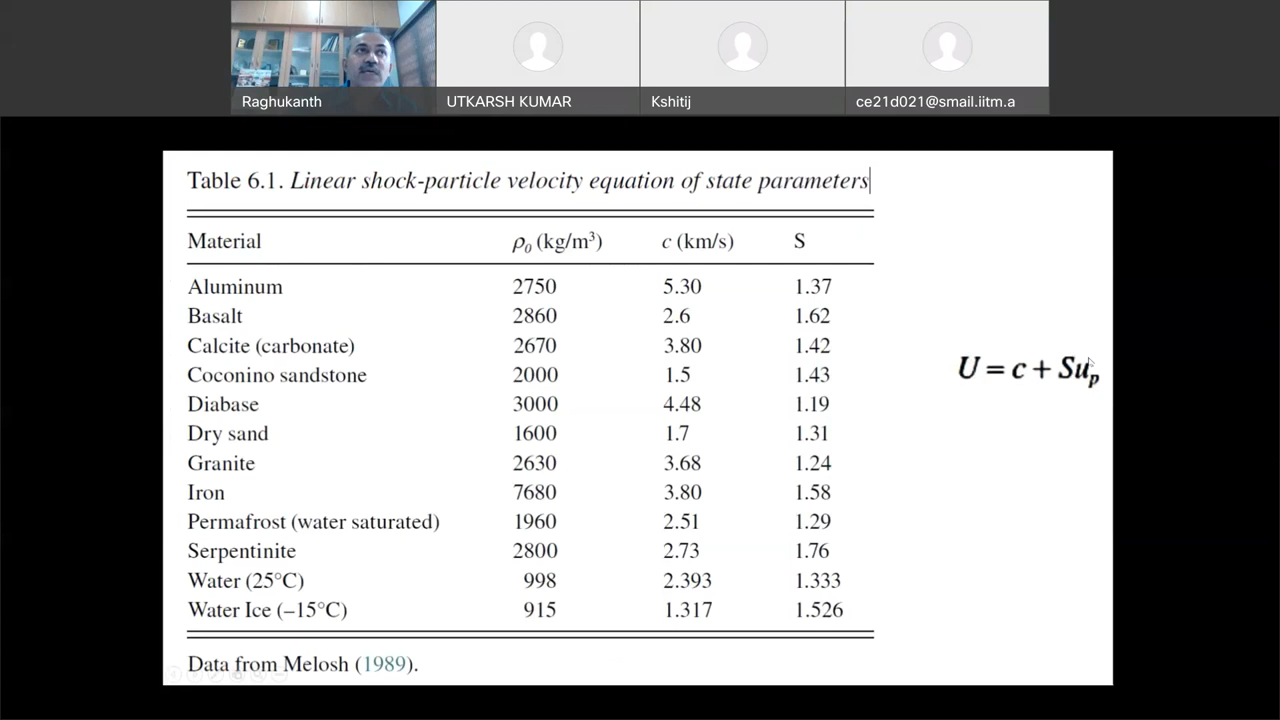 Raghukanth
UTKARSH KUMAR
Kshitij
ce21d021@smail.iitm.a
Table 6.1. Linear shock-particle velocity equation of state parameters
Material ρ₀ (kg/m³) c (km/s) S
Aluminum 2750 5.30 1.37
Basalt 2860 2.6 1.62
Calcite (carbonate) 2670 3.80 1.42
Coconino sandstone 2000 1.5 1.43
Diabase 3000 4.48 1.19
Dry sand 1600 1.7 1.31
Granite 2630 3.68 1.24
Iron 7680 3.80 1.58
Permafrost (water saturated) 1960 2.51 1.29
Serpentinite 2800 2.73 1.76
Water (25°C) 998 2.393 1.333
Water Ice (–15°C) 915 1.317 1.526
Data from Melosh (1989).
U = c + Suₚ